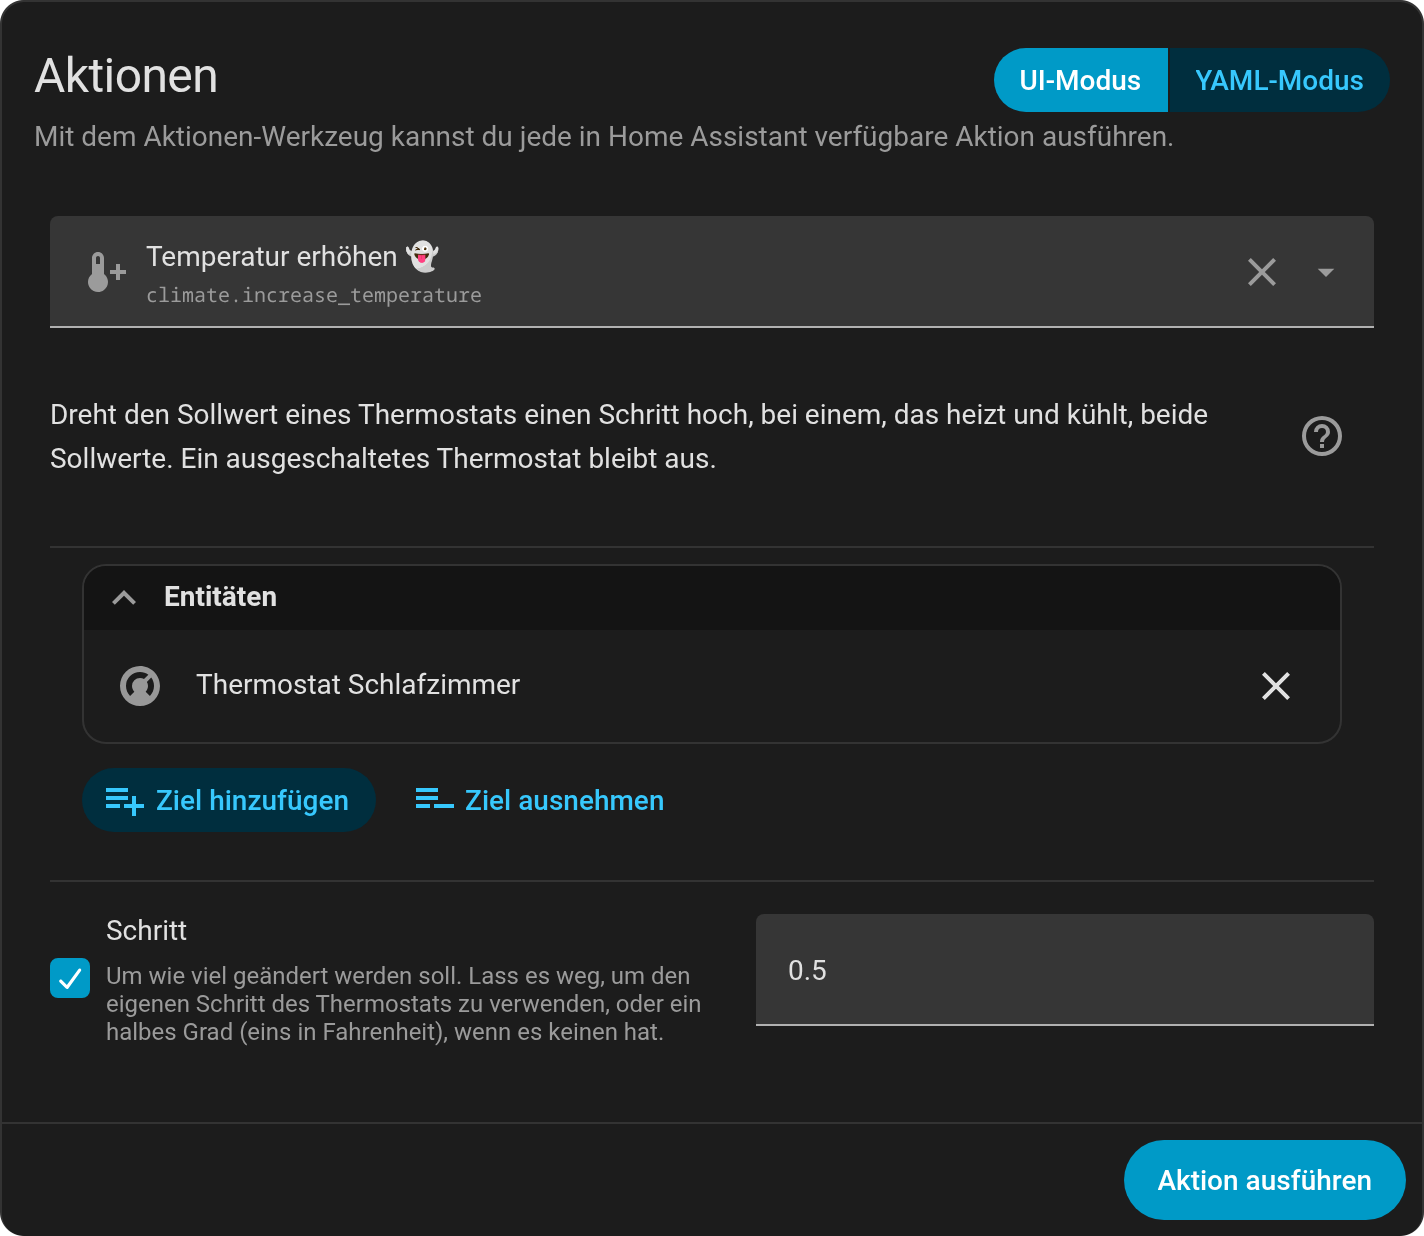 Aktionen
UI-Modus
YAML-Modus
Mit dem Aktionen-Werkzeug kannst du jede in Home Assistant verfügbare Aktion ausführen.
Temperatur erhöhen 👻
climate.increase_temperature
Dreht den Sollwert eines Thermostats einen Schritt hoch, bei einem, das heizt und kühlt, beide
Sollwerte. Ein ausgeschaltetes Thermostat bleibt aus.
Entitäten
Thermostat Schlafzimmer
Ziel hinzufügen
Ziel ausnehmen
Schritt
Um wie viel geändert werden soll. Lass es weg, um den
eigenen Schritt des Thermostats zu verwenden, oder ein
halbes Grad (eins in Fahrenheit), wenn es keinen hat.
0.5
Aktion ausführen